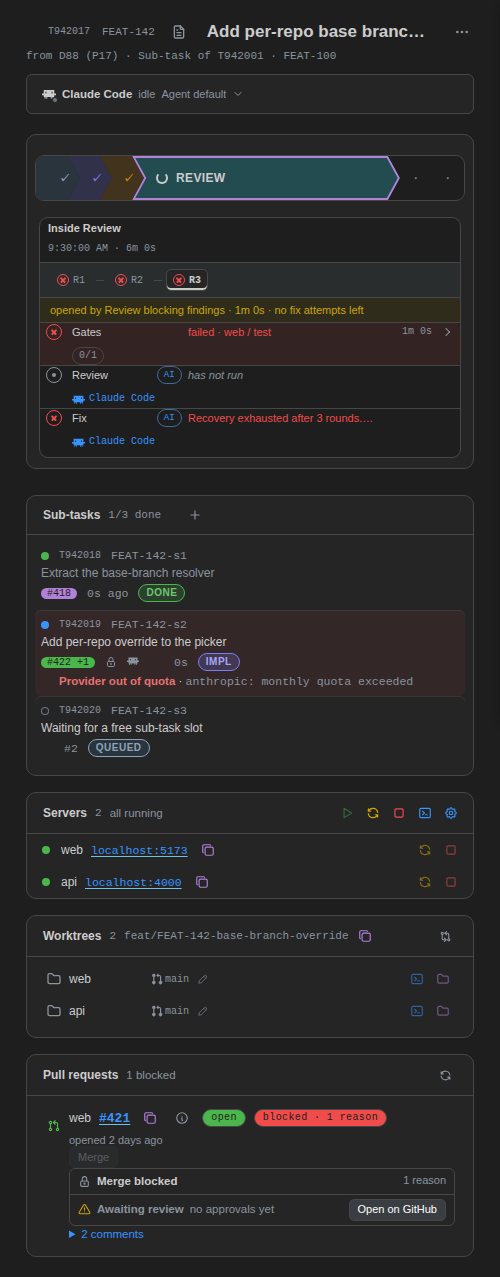 T942017 FEAT-142 Add per-repo base branc…
from D88 (P17) · Sub-task of T942001 · FEAT-100
Claude Code idle Agent default
REVIEW
Inside Review
9:30:00 AM · 6m 0s
R1 — R2 — R3
opened by Review blocking findings · 1m 0s · no fix attempts left
Gates failed · web / test 1m 0s
0/1
Review AI has not run
Claude Code
Fix AI Recovery exhausted after 3 rounds.…
Claude Code
Sub-tasks 1/3 done
T942018 FEAT-142-s1
Extract the base-branch resolver
#418 0s ago DONE
T942019 FEAT-142-s2
Add per-repo override to the picker
#422 +1 0s IMPL
Provider out of quota · anthropic: monthly quota exceeded
T942020 FEAT-142-s3
Waiting for a free sub-task slot
#2 QUEUED
Servers 2 all running
web localhost:5173
api localhost:4000
Worktrees 2 feat/FEAT-142-base-branch-override
web main
api main
Pull requests 1 blocked
web #421 open blocked · 1 reason
opened 2 days ago
Merge
Merge blocked 1 reason
Awaiting review no approvals yet Open on GitHub
2 comments